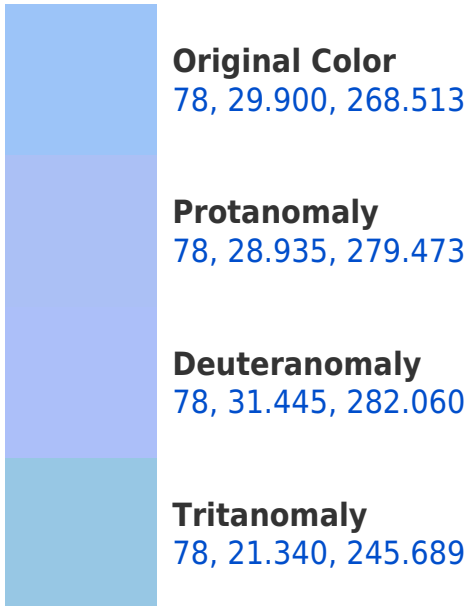 Original Color
78, 29.900, 268.513
Protanomaly
78, 28.935, 279.473
Deuteranomaly
78, 31.445, 282.060
Tritanomaly
78, 21.340, 245.689